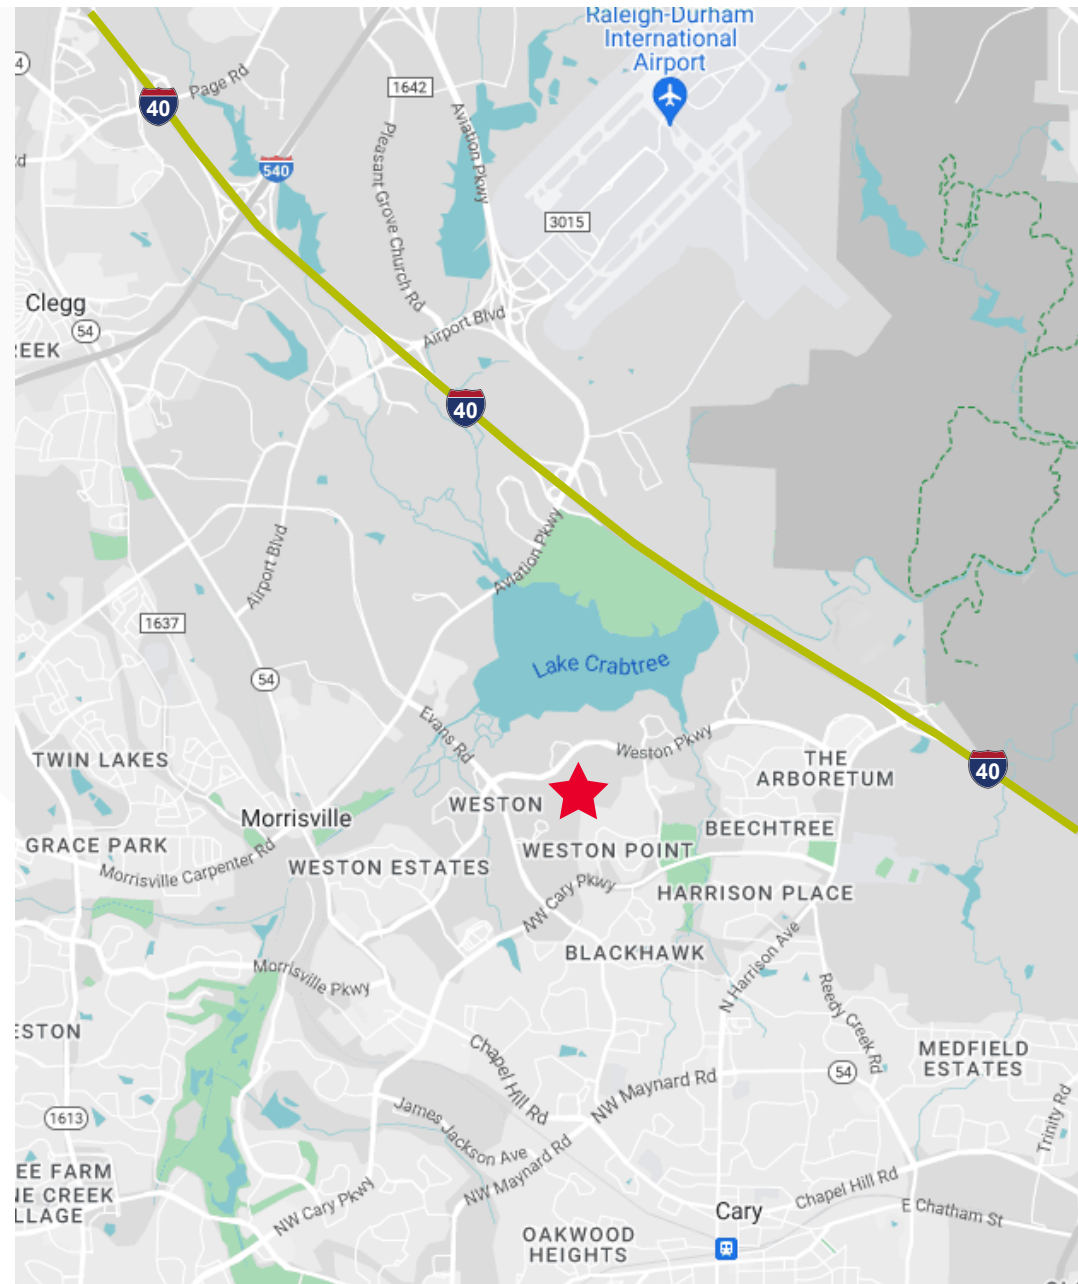 Raleigh-Durham
International
Airport
4
Page Rd
40
1642
Aviation Pkwy
540
Pleasant Grove Church Rd
3015
Clegg
54
REEK
Airport Blvd
40
Aviation Pkwy
Airport Blvd
1637
54
Lake Crabtree
Evans Rd
Weston Pkwy
TWIN LAKES
THE
ARBORETUM
40
WESTON
Morrisville
BEECHTREE
GRACE PARK
WESTON POINT
Morrisville Carpenter Rd
WESTON ESTATES
NW Cary Pkwy
HARRISON PLACE
BLACKHAWK
N Harrison Ave
Morrisville Pkwy
Reedy Creek Rd
ESTON
Chapel Hill Rd
MEDFIELD
ESTATES
54
NW Maynard Rd
1613
James Jackson Ave
Trinity Rd
NW Maynard Rd
EE FARM
NE CREEK
LLAGE
NW Cary Pkwy
Chapel Hill Rd
Cary
E Chatham St
OAKWOOD
HEIGHTS